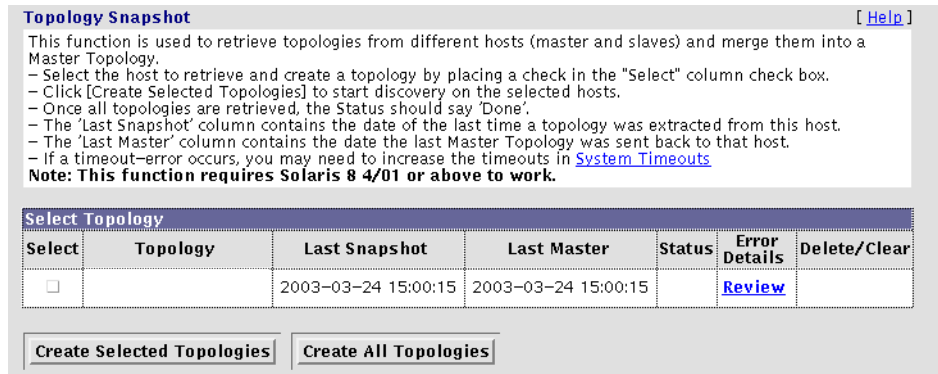 Topology Snapshot [ Help ]
This function is used to retrieve topologies from different hosts (master and slaves) and merge them into a
Master Topology.
– Select the host to retrieve and create a topology by placing a check in the "Select" column check box.
– Click [Create Selected Topologies] to start discovery on the selected hosts.
– Once all topologies are retrieved, the Status should say 'Done'.
– The 'Last Snapshot' column contains the date of the last time a topology was extracted from this host.
– The 'Last Master' column contains the date the last Master Topology was sent back to that host.
– If a timeout–error occurs, you may need to increase the timeouts in System Timeouts
Note: This function requires Solaris 8 4/01 or above to work.
Select Topology
Select Topology Last Snapshot Last Master Status Error Details Delete/Clear
2003–03–24 15:00:15 2003–03–24 15:00:15 Review
Create Selected Topologies Create All Topologies